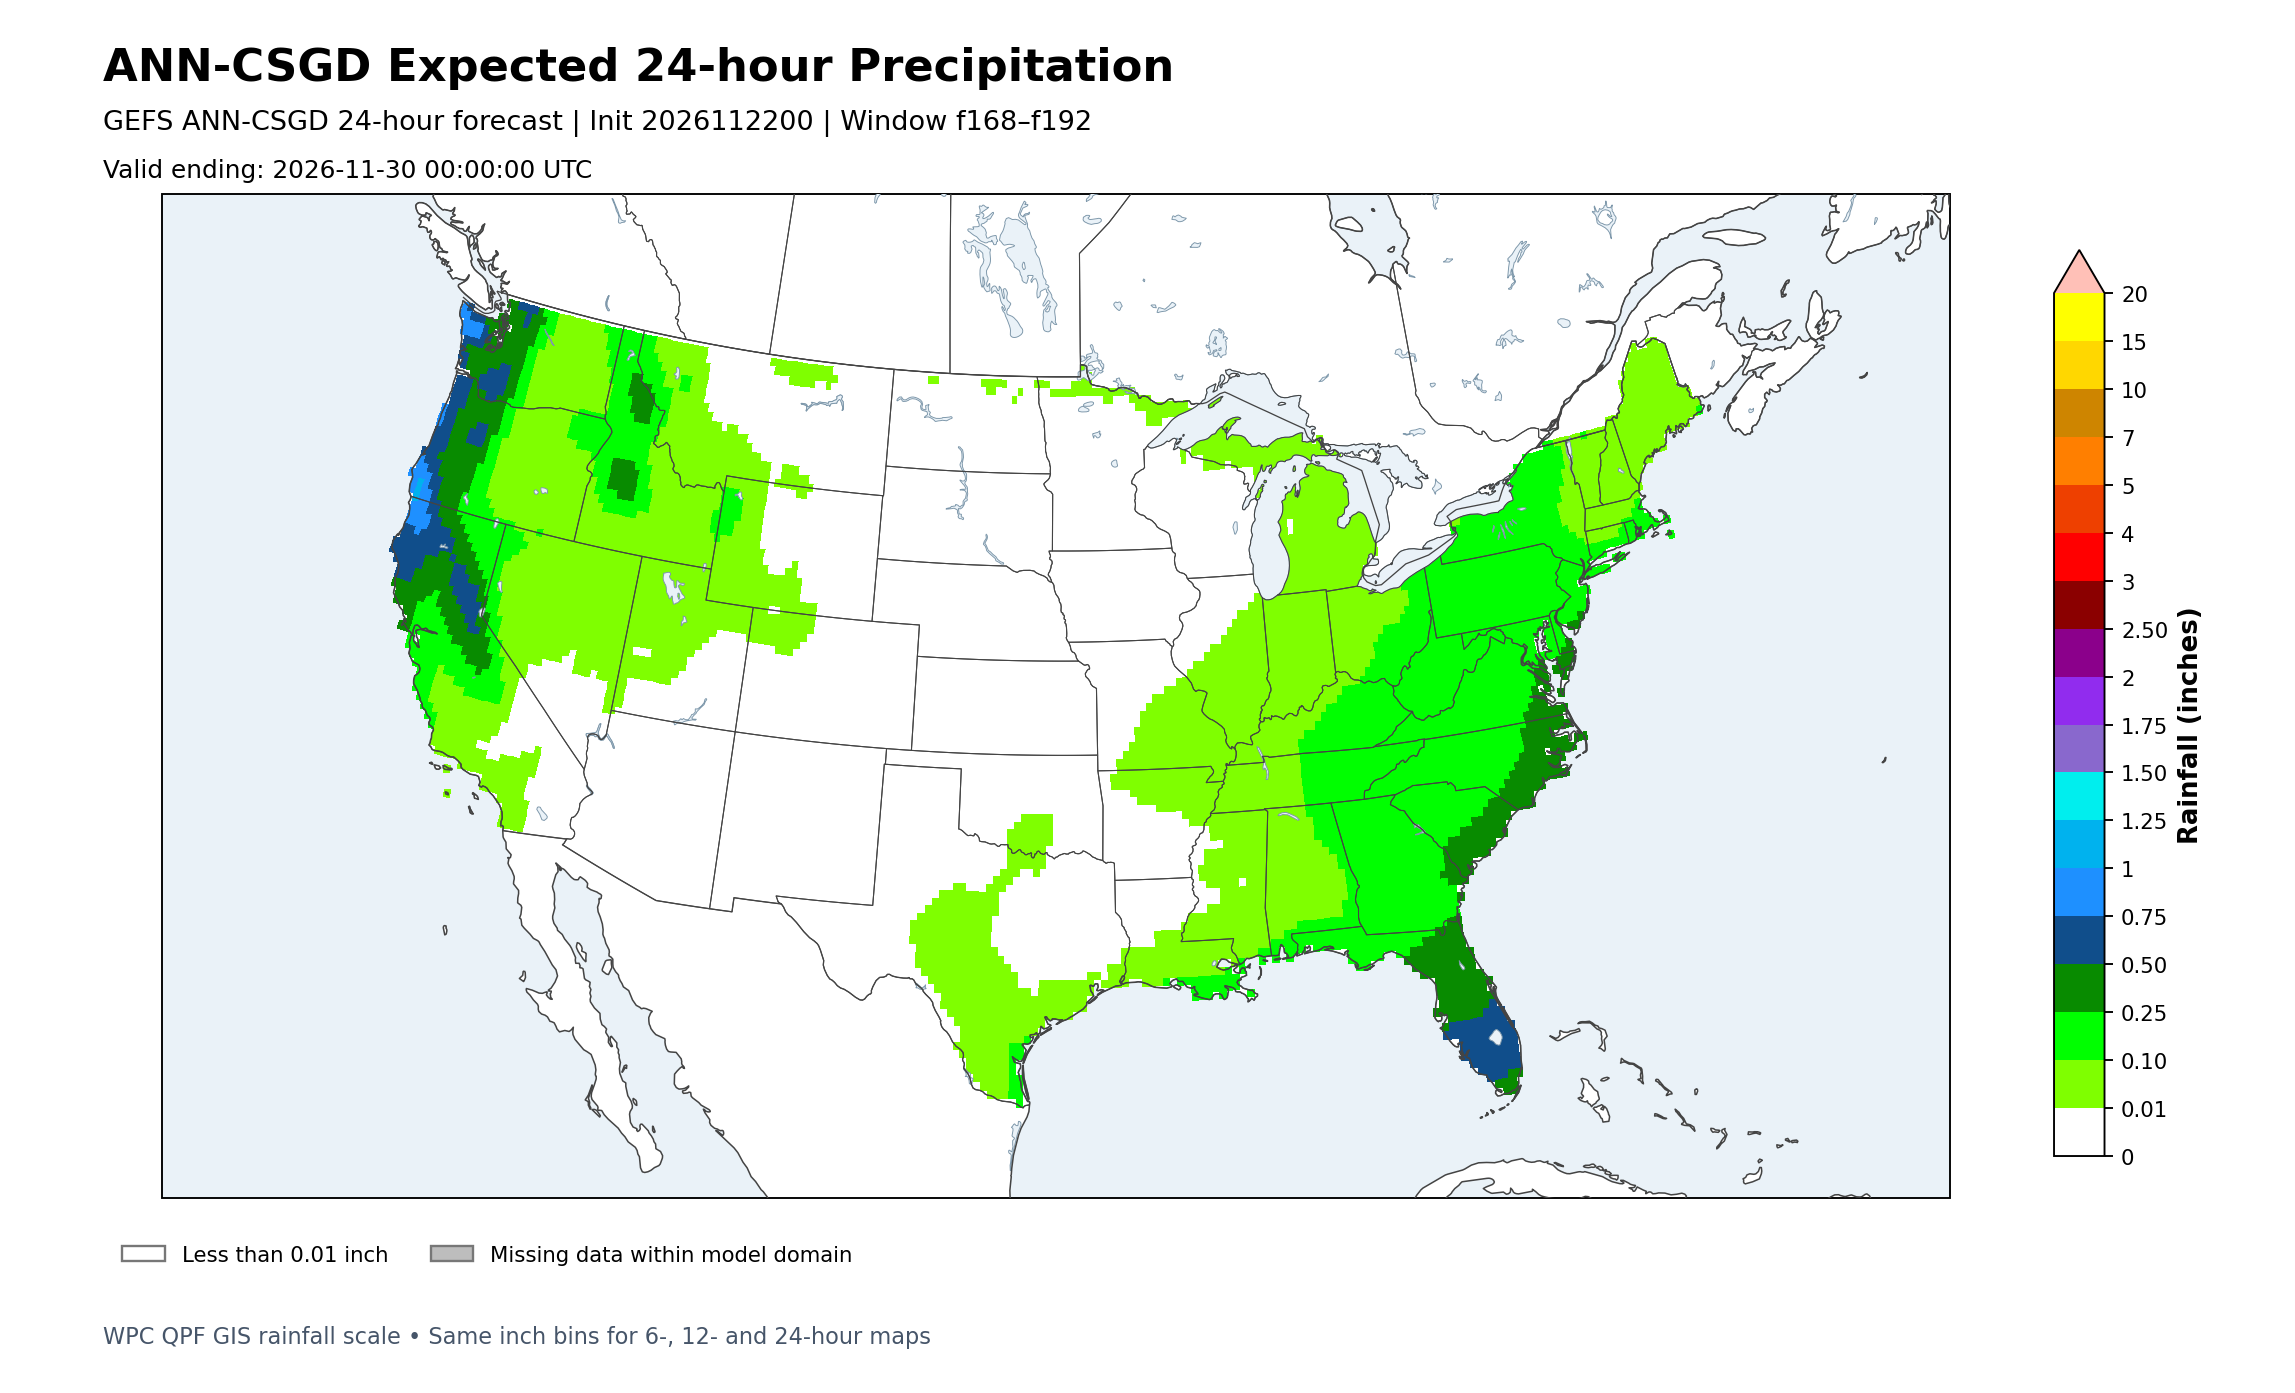 ANN-CSGD Expected 24-hour Precipitation
GEFS ANN-CSGD 24-hour forecast | Init 2026112200 | Window f168–f192
Valid ending: 2026-11-30 00:00:00 UTC
20
15
10
7
5
4
3
2.50
2
1.75
1.50
1.25
1
0.75
0.50
0.25
0.10
0.01
0
Rainfall (inches)
Less than 0.01 inch
Missing data within model domain
WPC QPF GIS rainfall scale • Same inch bins for 6-, 12- and 24-hour maps